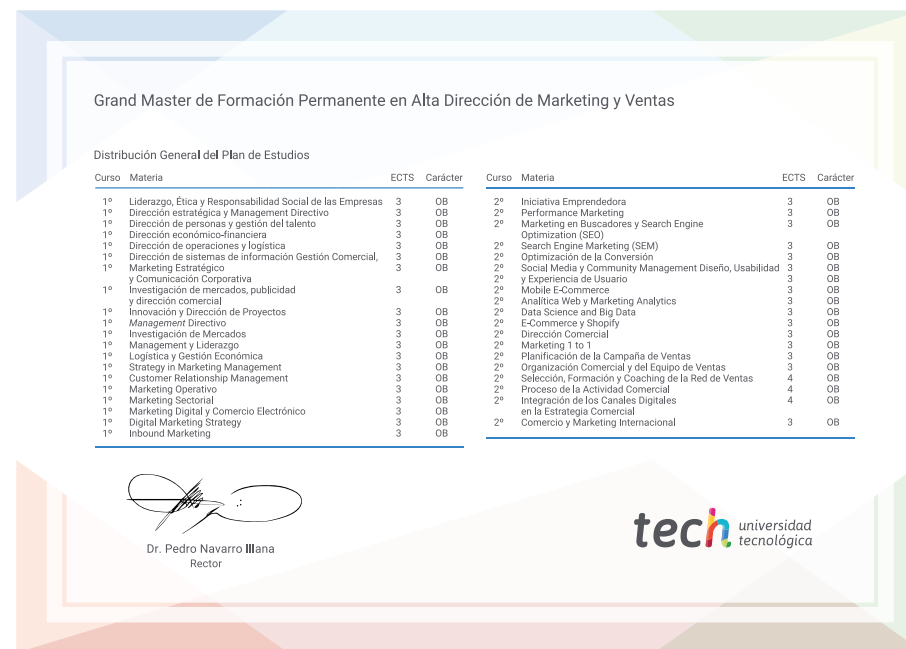 Grand Master de Formación Permanente en Alta Dirección de Marketing y Ventas
Distribución General del Plan de Estudios
Curso Materia ECTS Carácter
1º Liderazgo, Ética y Responsabilidad Social de las Empresas 3 OB
1º Dirección estratégica y Management Directivo 3 OB
1º Dirección de personas y gestión del talento 3 OB
1º Dirección económico-financiera 3 OB
1º Dirección de operaciones y logística 3 OB
1º Dirección de sistemas de información Gestión Comercial, 3 OB
1º Marketing Estratégico 3 OB
y Comunicación Corporativa
1º Investigación de mercados, publicidad 3 OB
y dirección comercial
1º Innovación y Dirección de Proyectos 3 OB
1º Management Directivo 3 OB
1º Investigación de Mercados 3 OB
1º Management y Liderazgo 3 OB
1º Logística y Gestión Económica 3 OB
1º Strategy in Marketing Management 3 OB
1º Customer Relationship Management 3 OB
1º Marketing Operativo 3 OB
1º Marketing Sectorial 3 OB
1º Marketing Digital y Comercio Electrónico 3 OB
1º Digital Marketing Strategy 3 OB
1º Inbound Marketing 3 OB
Curso Materia ECTS Carácter
2º Iniciativa Emprendedora 3 OB
2º Performance Marketing 3 OB
2º Marketing en Buscadores y Search Engine 3 OB
Optimization (SEO)
2º Search Engine Marketing (SEM) 3 OB
2º Optimización de la Conversión 3 OB
2º Social Media y Community Management Diseño, Usabilidad 3 OB
2º y Experiencia de Usuario 3 OB
2º Mobile E-Commerce 3 OB
2º Analítica Web y Marketing Analytics 3 OB
2º Data Science and Big Data 3 OB
2º E-Commerce y Shopify 3 OB
2º Dirección Comercial 3 OB
2º Marketing 1 to 1 3 OB
2º Planificación de la Campaña de Ventas 3 OB
2º Organización Comercial y del Equipo de Ventas 3 OB
2º Selección, Formación y Coaching de la Red de Ventas 4 OB
2º Proceso de la Actividad Comercial 4 OB
2º Integración de los Canales Digitales 4 OB
en la Estrategia Comercial
2º Comercio y Marketing Internacional 3 OB
Dr. Pedro Navarro Illana
Rector
tech universidad
tecnológica